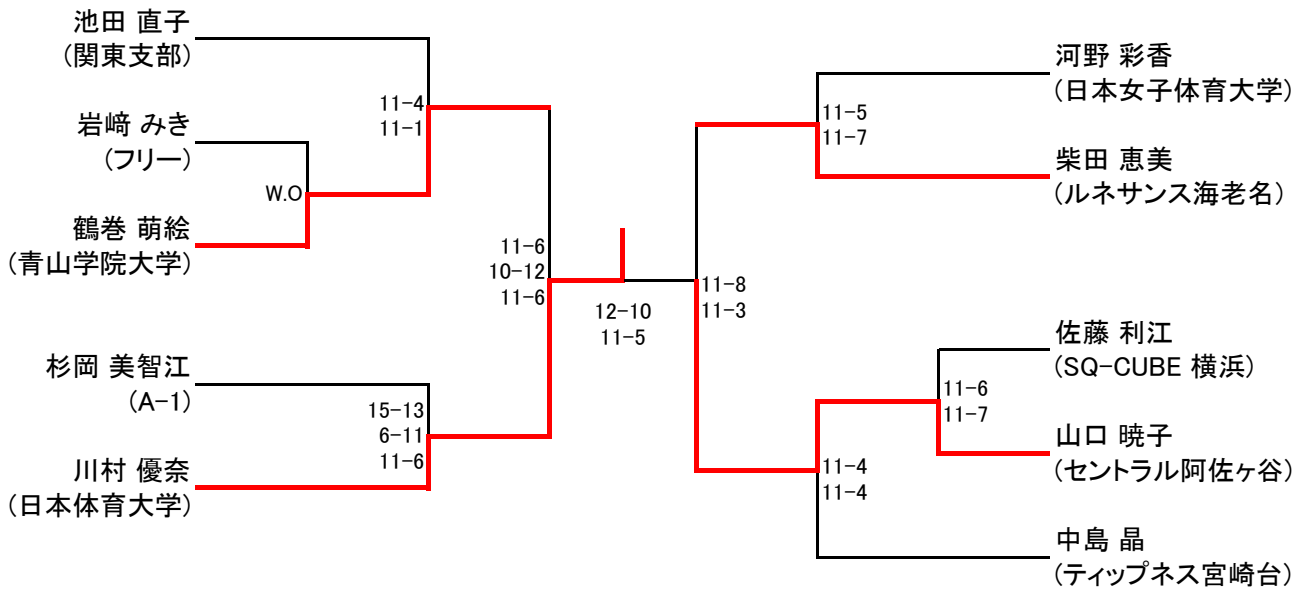 池田 直子
(関東支部)
岩﨑 みき
(フリー)
鶴巻 萌絵
(青山学院大学)
杉岡 美智江
(A-1)
川村 優奈
(日本体育大学)
W.O
11-4
11-1
15-13
6-11
11-6
11-6
10-12
11-6
12-10
11-5
11-8
11-3
11-5
11-7
11-4
11-4
11-6
11-7
河野 彩香
(日本女子体育大学)
柴田 恵美
(ルネサンス海老名)
佐藤 利江
(SQ-CUBE 横浜)
山口 暁子
(セントラル阿佐ヶ谷)
中島 晶
(ティップネス宮崎台)